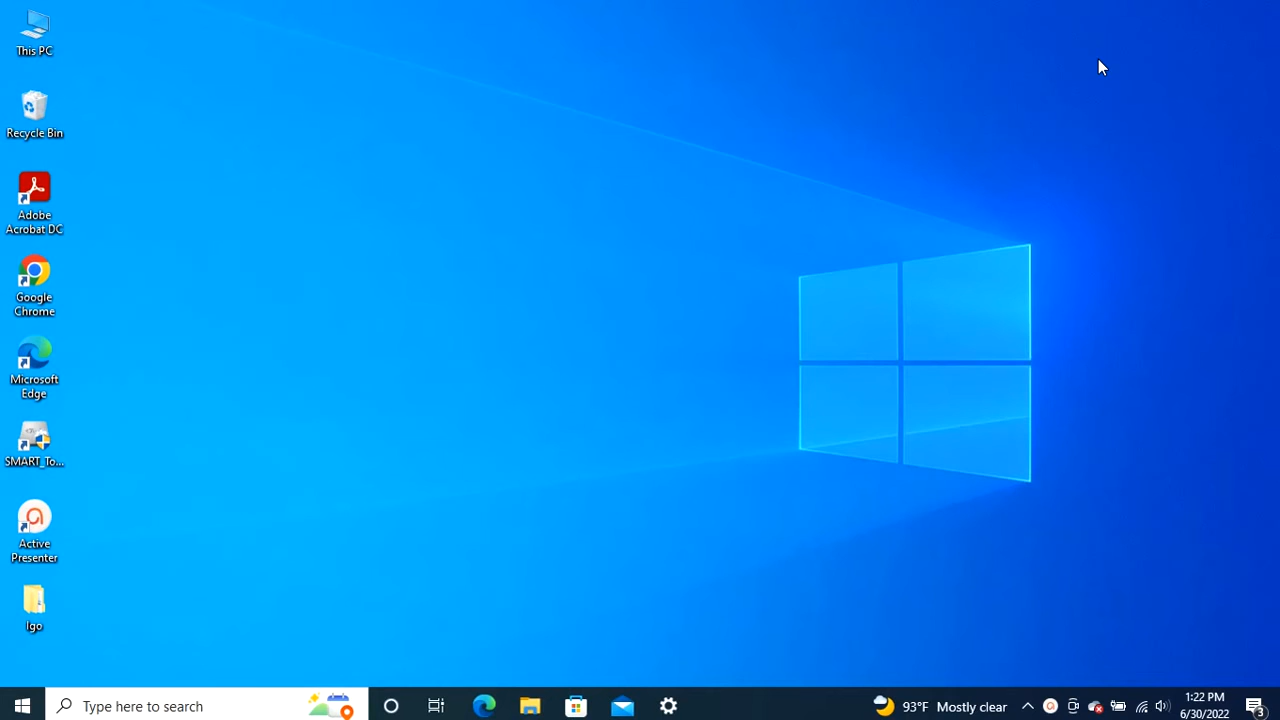 This PC
Recycle Bin
Adobe
Acrobat DC
Google
Chrome
Microsoft
Edge
SMART_To...
Active
Presenter
Igo
Type here to search
93°F Mostly clear
1:22 PM
6/30/2022
3